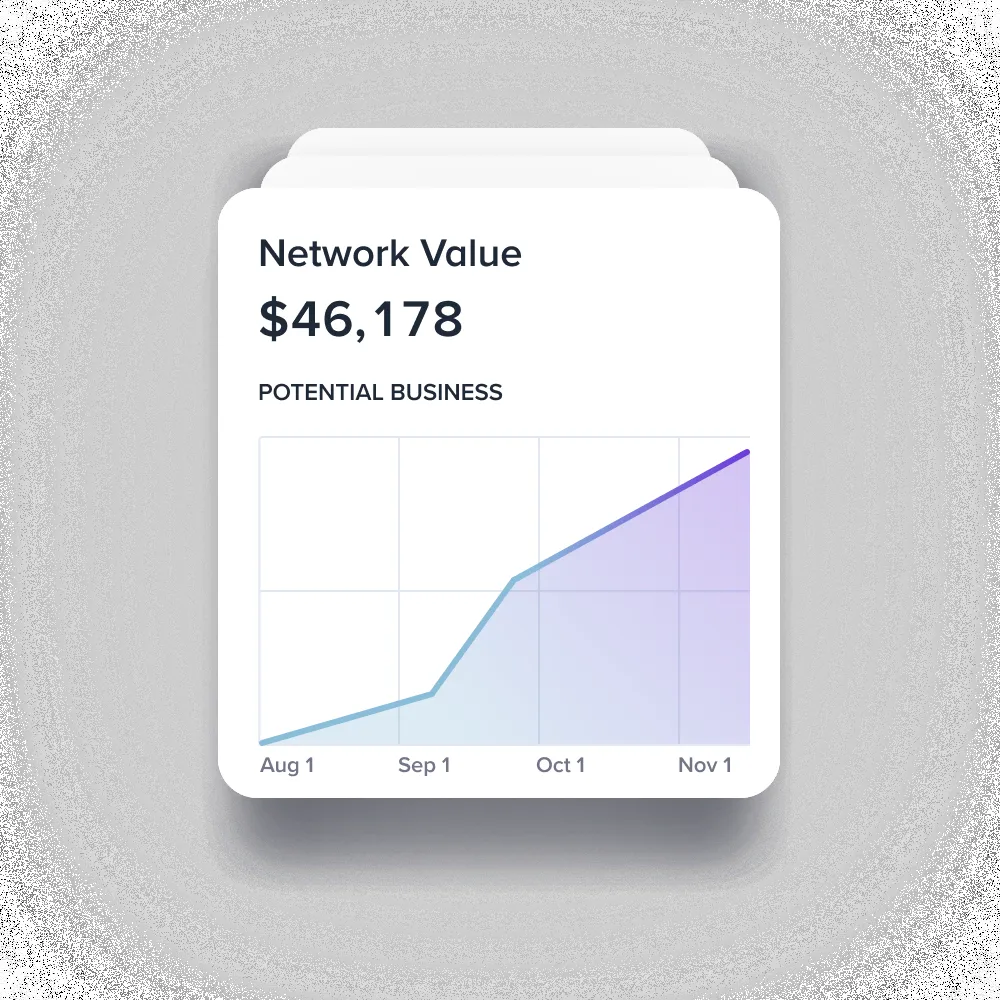 Network Value
$46,178
POTENTIAL BUSINESS
Aug 1 Sep 1 Oct 1 Nov 1